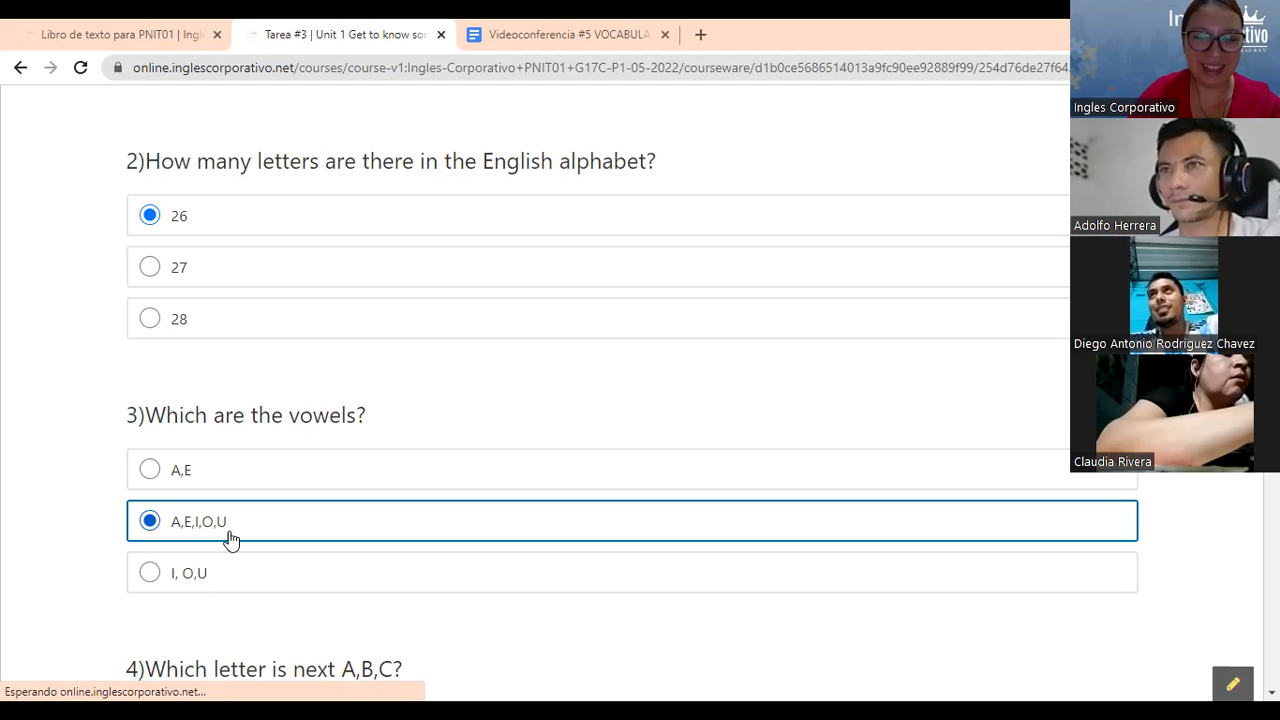 Libro de texto para PNIT01 | Ingl
Tarea #3 | Unit 1 Get to know sor
Videoconferencia #5 VOCABULA
online.inglescorporativo.net/courses/course-v1:Ingles-Corporativo+PNIT01+G17C-P1-05-2022/courseware/d1b0ce5686514013a9fc90ee92889f99/254d76de27f64
Ingles Corporativo
Adolfo Herrera
Diego Antonio Rodriguez Chavez
Claudia Rivera
2)How many letters are there in the English alphabet?
26
27
28
3)Which are the vowels?
A,E
A,E,I,O,U
I, O,U
4)Which letter is next A,B,C?
Esperando online.inglescorporativo.net...